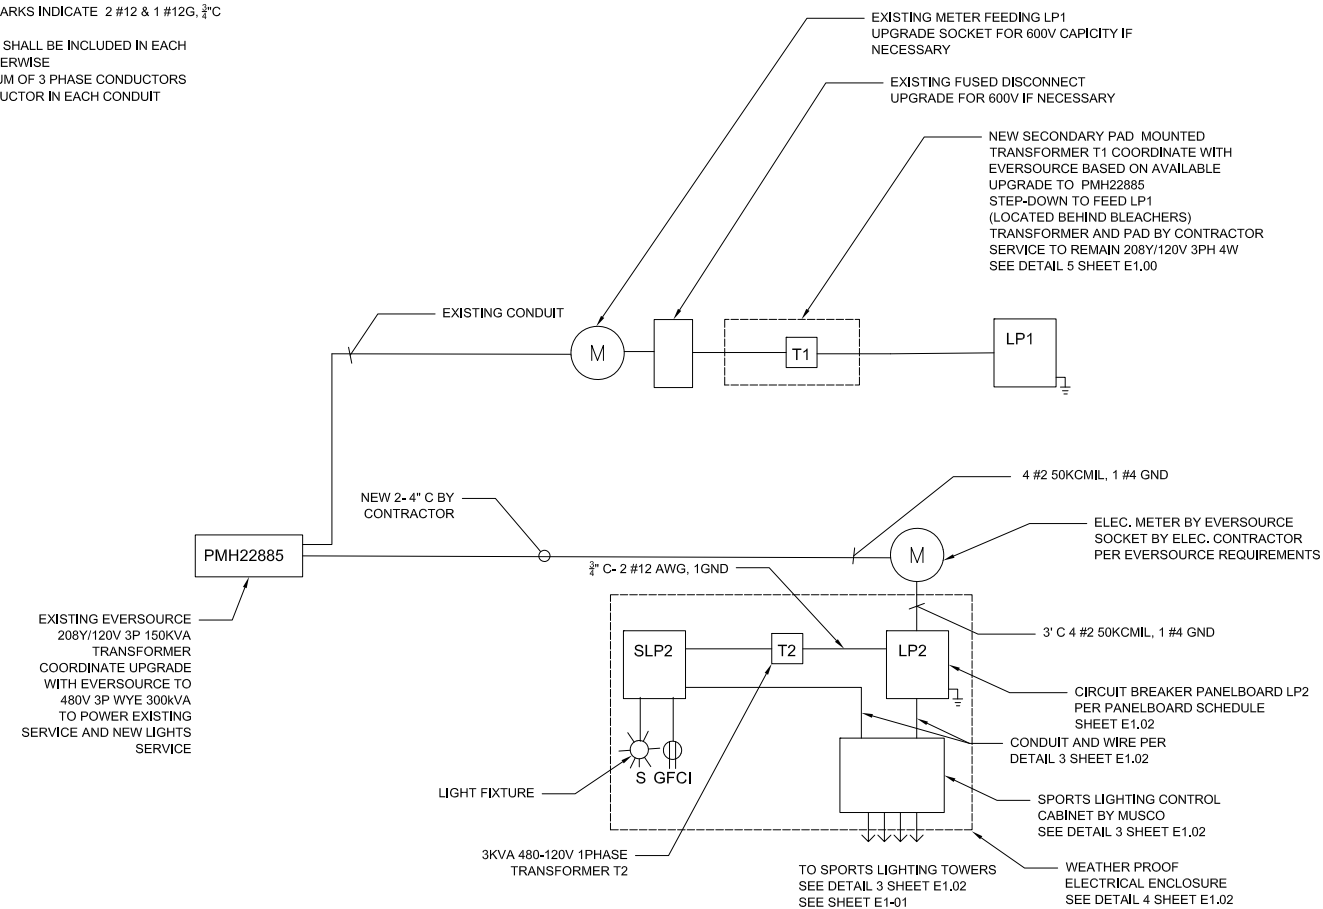 ARKS INDICATE 2 #12 & 1 #12G, ¾"C
SHALL BE INCLUDED IN EACH
ERWISE
UM OF 3 PHASE CONDUCTORS
UCTOR IN EACH CONDUIT
EXISTING METER FEEDING LP1
UPGRADE SOCKET FOR 600V CAPICITY IF
NECESSARY
EXISTING FUSED DISCONNECT
UPGRADE FOR 600V IF NECESSARY
NEW SECONDARY PAD MOUNTED
TRANSFORMER T1 COORDINATE WITH
EVERSOURCE BASED ON AVAILABLE
UPGRADE TO PMH22885
STEP-DOWN TO FEED LP1
(LOCATED BEHIND BLEACHERS)
TRANSFORMER AND PAD BY CONTRACTOR
SERVICE TO REMAIN 208Y/120V 3PH 4W
SEE DETAIL 5 SHEET E1.00
EXISTING CONDUIT
M
T1
LP1
4 #2 50KCMIL, 1 #4 GND
NEW 2- 4" C BY
CONTRACTOR
ELEC. METER BY EVERSOURCE
SOCKET BY ELEC. CONTRACTOR
PER EVERSOURCE REQUIREMENTS
PMH22885
M
¾" C- 2 #12 AWG, 1GND
EXISTING EVERSOURCE
208Y/120V 3P 150KVA
TRANSFORMER
COORDINATE UPGRADE
WITH EVERSOURCE TO
480V 3P WYE 300kVA
TO POWER EXISTING
SERVICE AND NEW LIGHTS
SERVICE
3' C 4 #2 50KCMIL, 1 #4 GND
SLP2
T2
LP2
CIRCUIT BREAKER PANELBOARD LP2
PER PANELBOARD SCHEDULE
SHEET E1.02
CONDUIT AND WIRE PER
DETAIL 3 SHEET E1.02
S GFCI
LIGHT FIXTURE
SPORTS LIGHTING CONTROL
CABINET BY MUSCO
SEE DETAIL 3 SHEET E1.02
3KVA 480-120V 1PHASE
TRANSFORMER T2
TO SPORTS LIGHTING TOWERS
SEE DETAIL 3 SHEET E1.02
SEE SHEET E1-01
WEATHER PROOF
ELECTRICAL ENCLOSURE
SEE DETAIL 4 SHEET E1.02